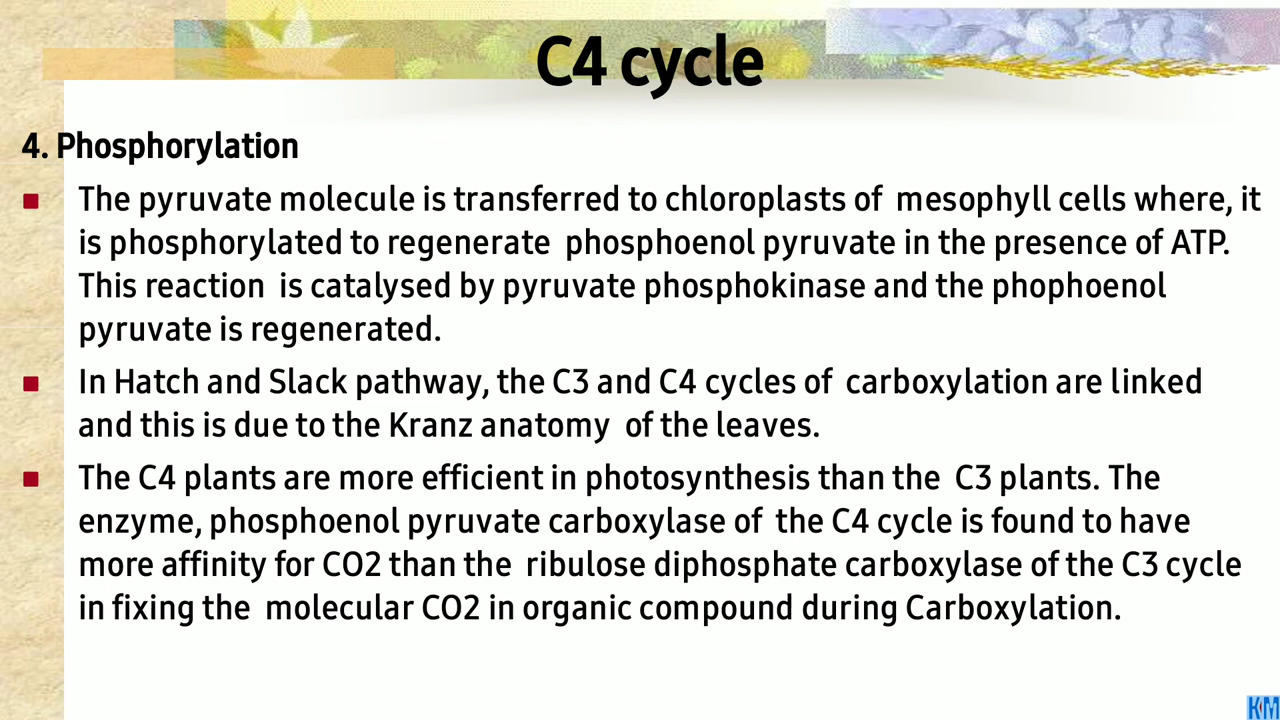 C4 cycle
4. Phosphorylation
The pyruvate molecule is transferred to chloroplasts of mesophyll cells where, it
is phosphorylated to regenerate phosphoenol pyruvate in the presence of ATP.
This reaction is catalysed by pyruvate phosphokinase and the phophoenol
pyruvate is regenerated.
In Hatch and Slack pathway, the C3 and C4 cycles of carboxylation are linked
and this is due to the Kranz anatomy of the leaves.
The C4 plants are more efficient in photosynthesis than the C3 plants. The
enzyme, phosphoenol pyruvate carboxylase of the C4 cycle is found to have
more affinity for CO2 than the ribulose diphosphate carboxylase of the C3 cycle
in fixing the molecular CO2 in organic compound during Carboxylation.
KM